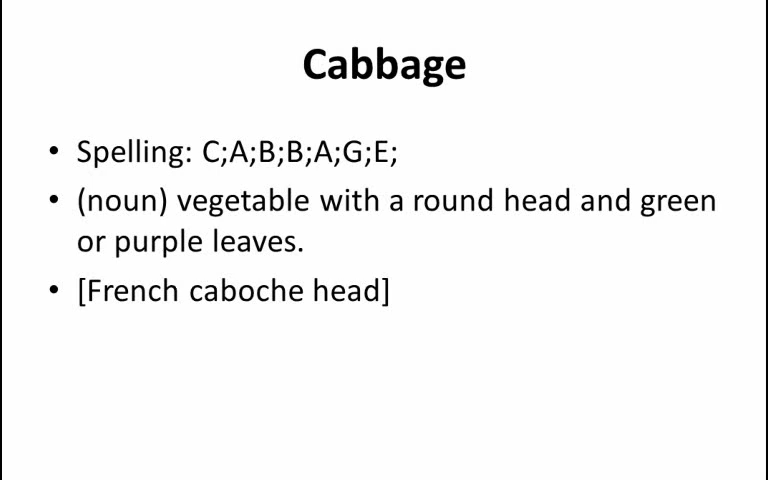 Cabbage
• Spelling: C;A;B;B;A;G;E;
• (noun) vegetable with a round head and green
or purple leaves.
• [French caboche head]